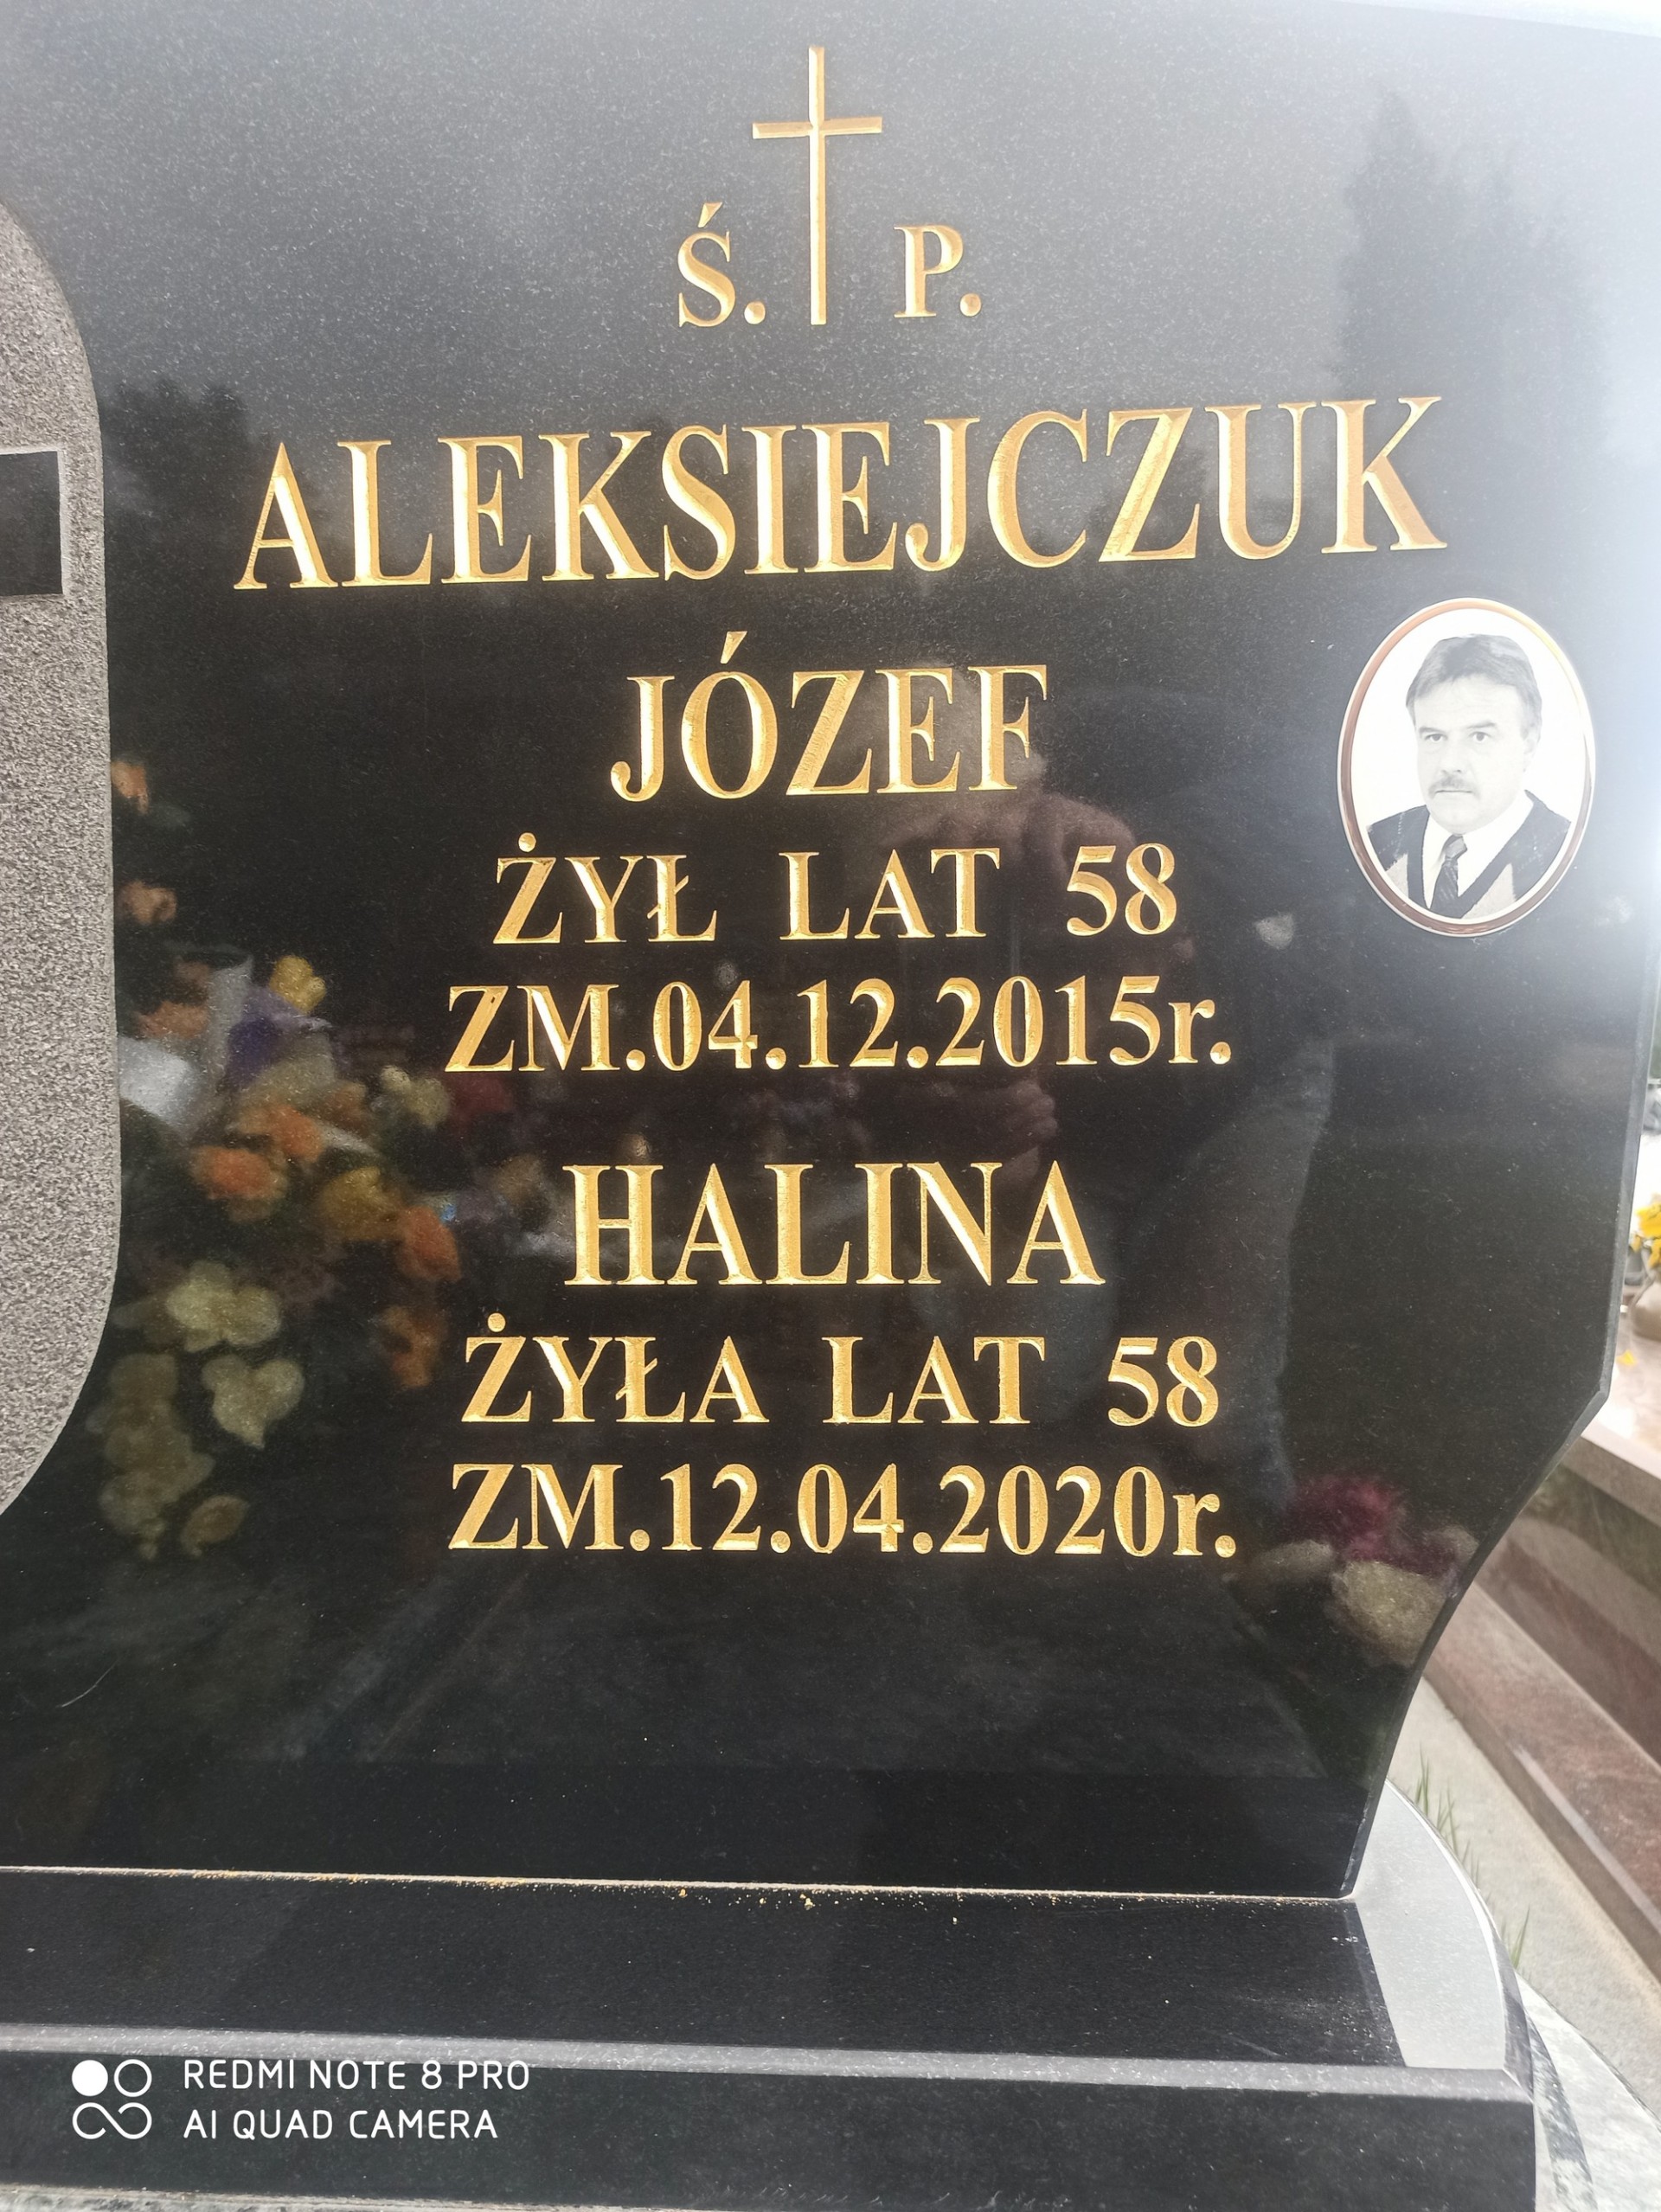 Ś. P.
ALEKSIEJCZUK
JÓZEF
ŻYŁ LAT 58
ZM.04.12.2015r.
HALINA
ŻYŁA LAT 58
ZM.12.04.2020r.
REDMI NOTE 8 PRO
AI QUAD CAMERA